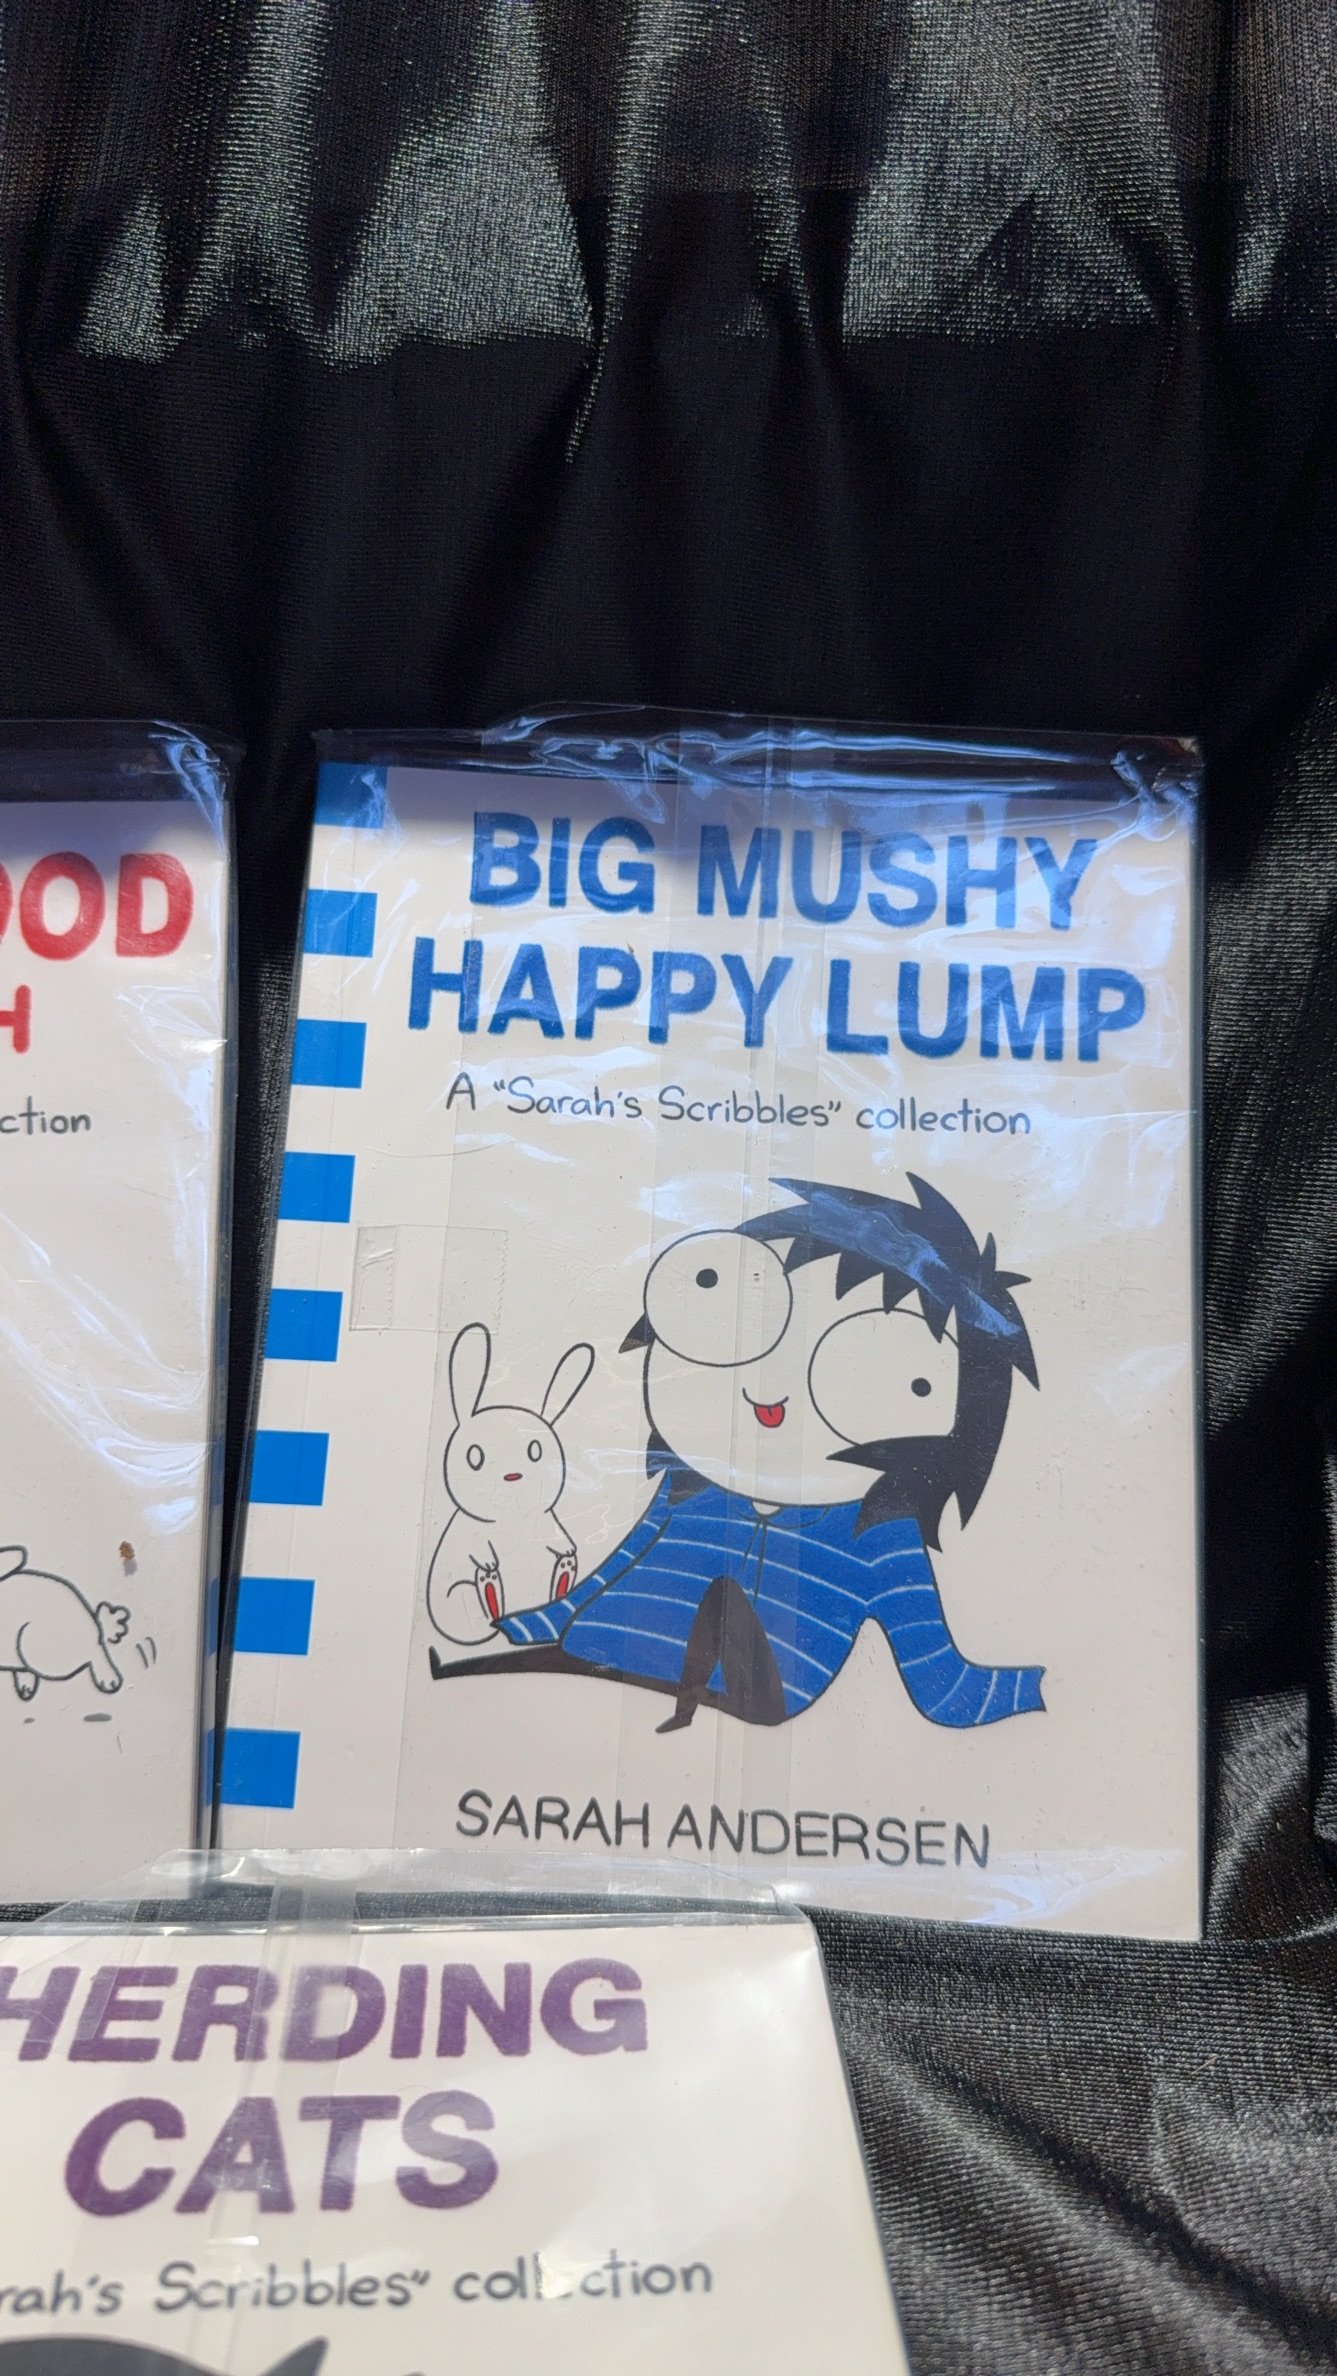 OOD
H
ction
BIG MUSHY
HAPPY LUMP
A "Sarah's Scribbles" collection
SARAH ANDERSEN
HERDING
CATS
rah's Scribbles" collection